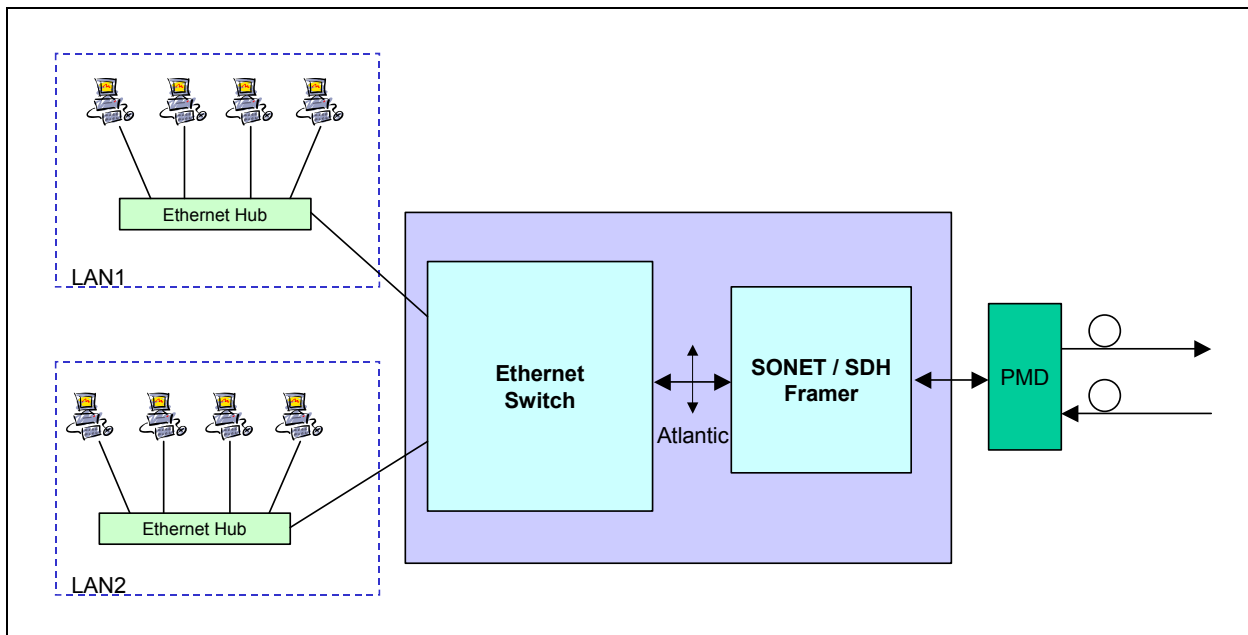 Ethernet Hub
LAN1
Ethernet Hub
LAN2
Ethernet
Switch
Atlantic
SONET / SDH
Framer
PMD